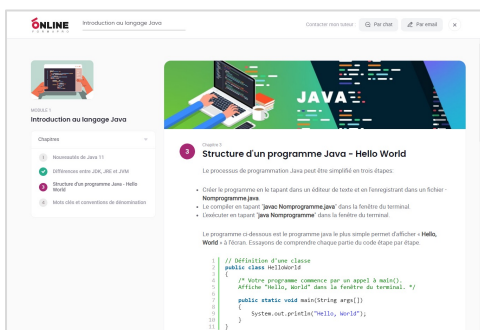 ONLINE
FORMAPRO
Introduction au langage Java
Contacter mon tuteur :
Par chat
Par email
×
JAVA
MODULE 1
Introduction au langage Java
Chapitres
1 Nouveautés de Java 11
Différences entre JDK, JRE et JVM
3 Structure d'un programme Java - Hello
World
4 Mots clés et conventions de dénomination
Chapitre 3
3 Structure d'un programme Java - Hello World
Le processus de programmation Java peut être simplifié en trois étapes:
• Créer le programme en le tapant dans un éditeur de texte et en l'enregistrant dans un fichier -
Nomprogramme.java.
• Le compiler en tapant "javac Nomprogramme.java" dans la fenêtre du terminal.
• L'exécuter en tapant "java Nomprogramme" dans la fenêtre du terminal.
Le programme ci-dessous est le programme java le plus simple permet d'afficher « Hello,
World » à l'écran. Essayons de comprendre chaque partie du code étape par étape.
1 // Définition d'une classe
2 public class HelloWorld
3 {
4 /* Votre programme commence par un appel à main().
5 Affiche "Hello, World" dans la fenêtre du terminal. */
6
7 public static void main(String args[])
8 {
9 System.out.println("Hello, World");
10 }
11 }